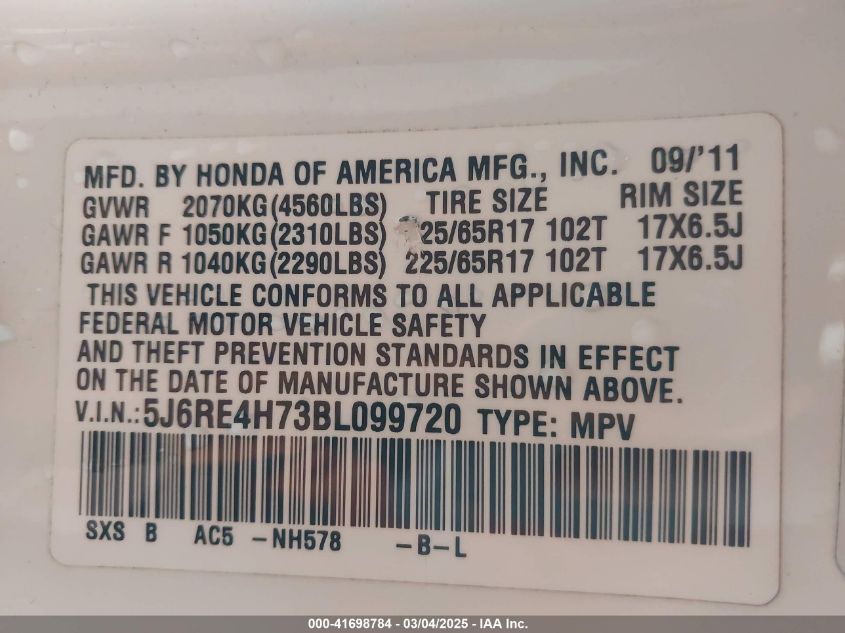 MFD. BY HONDA OF AMERICA MFG., INC. 09/'11
GVWR 2070KG(4560LBS) TIRE SIZE RIM SIZE
GAWR F 1050KG(2310LBS) 25/65R17 102T 17X6.5J
GAWR R 1040KG(2290LBS) 225/65R17 102T 17X6.5J
THIS VEHICLE CONFORMS TO ALL APPLICABLE
FEDERAL MOTOR VEHICLE SAFETY
AND THEFT PREVENTION STANDARDS IN EFFECT
ON THE DATE OF MANUFACTURE SHOWN ABOVE.
V.I.N.:5J6RE4H73BL099720 TYPE: MPV
SXS B AC5 -NH578 -B-L
000-41698784 - 03/04/2025 - IAA Inc.